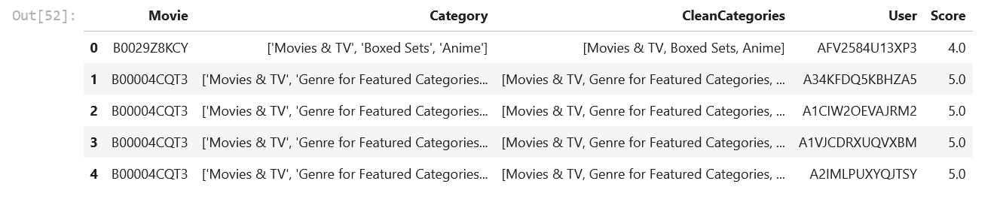 Out[52]:
Movie Category CleanCategories User Score
0 B0029Z8KCY ['Movies & TV', 'Boxed Sets', 'Anime'] [Movies & TV, Boxed Sets, Anime] AFV2584U13XP3 4.0
1 B00004CQT3 ['Movies & TV', 'Genre for Featured Categories... [Movies & TV, Genre for Featured Categories, ... A34KFDQ5KBHZA5 5.0
2 B00004CQT3 ['Movies & TV', 'Genre for Featured Categories... [Movies & TV, Genre for Featured Categories, ... A1CIW2OEVAJRM2 5.0
3 B00004CQT3 ['Movies & TV', 'Genre for Featured Categories... [Movies & TV, Genre for Featured Categories, ... A1VJCDRXUQVXBM 5.0
4 B00004CQT3 ['Movies & TV', 'Genre for Featured Categories... [Movies & TV, Genre for Featured Categories, ... A2IMLPUXYQJTSY 5.0